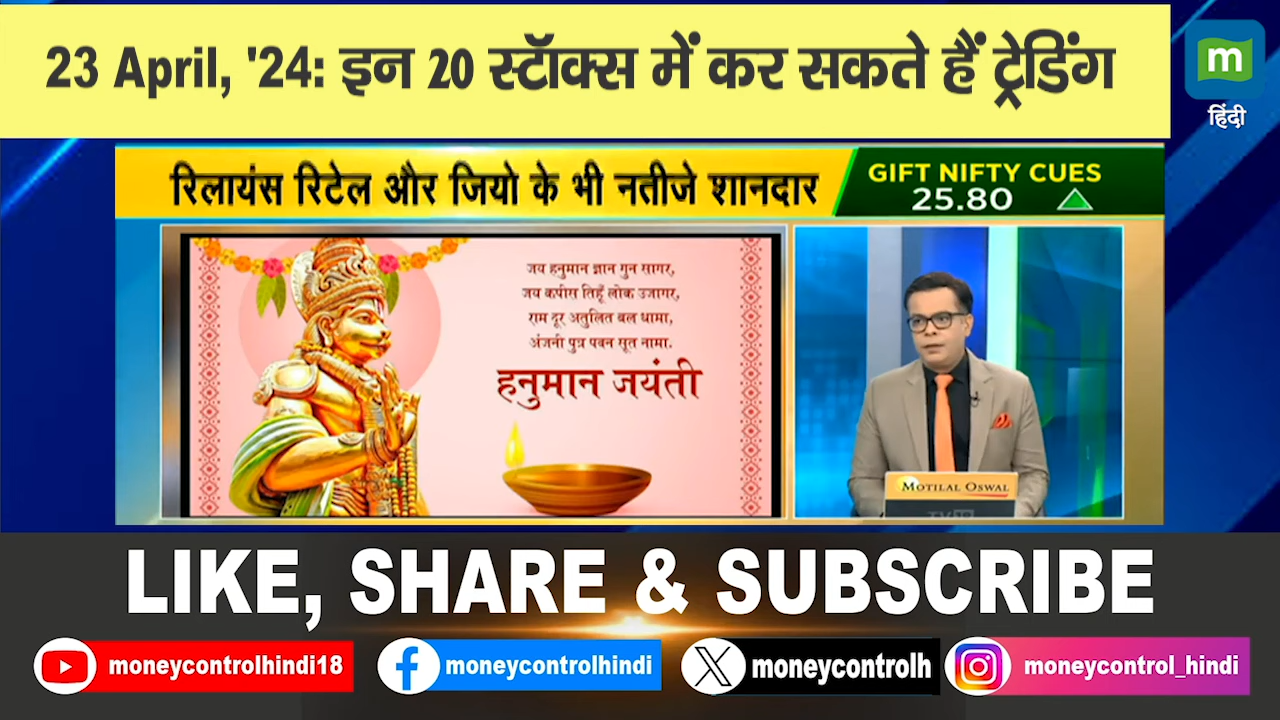 23 April, '24: इन 20 स्टॉक्स में कर सकते हैं ट्रेडिंग
m
हिंदी
रिलायंस रिटेल और जियो के भी नतीजे शानदार
GIFT NIFTY CUES
25.80
जय हनुमान ज्ञान गुन सागर,
जय कपीस तिहूँ लोक उजागर,
राम दूर अतुलित बल धामा,
अंजनी पुत्र पवन सूत नामा.
हनुमान जयंती
MOTILAL OSWAL
LIKE, SHARE & SUBSCRIBE
moneycontrolhindi18
moneycontrolhindi
moneycontrolh
moneycontrol_hindi